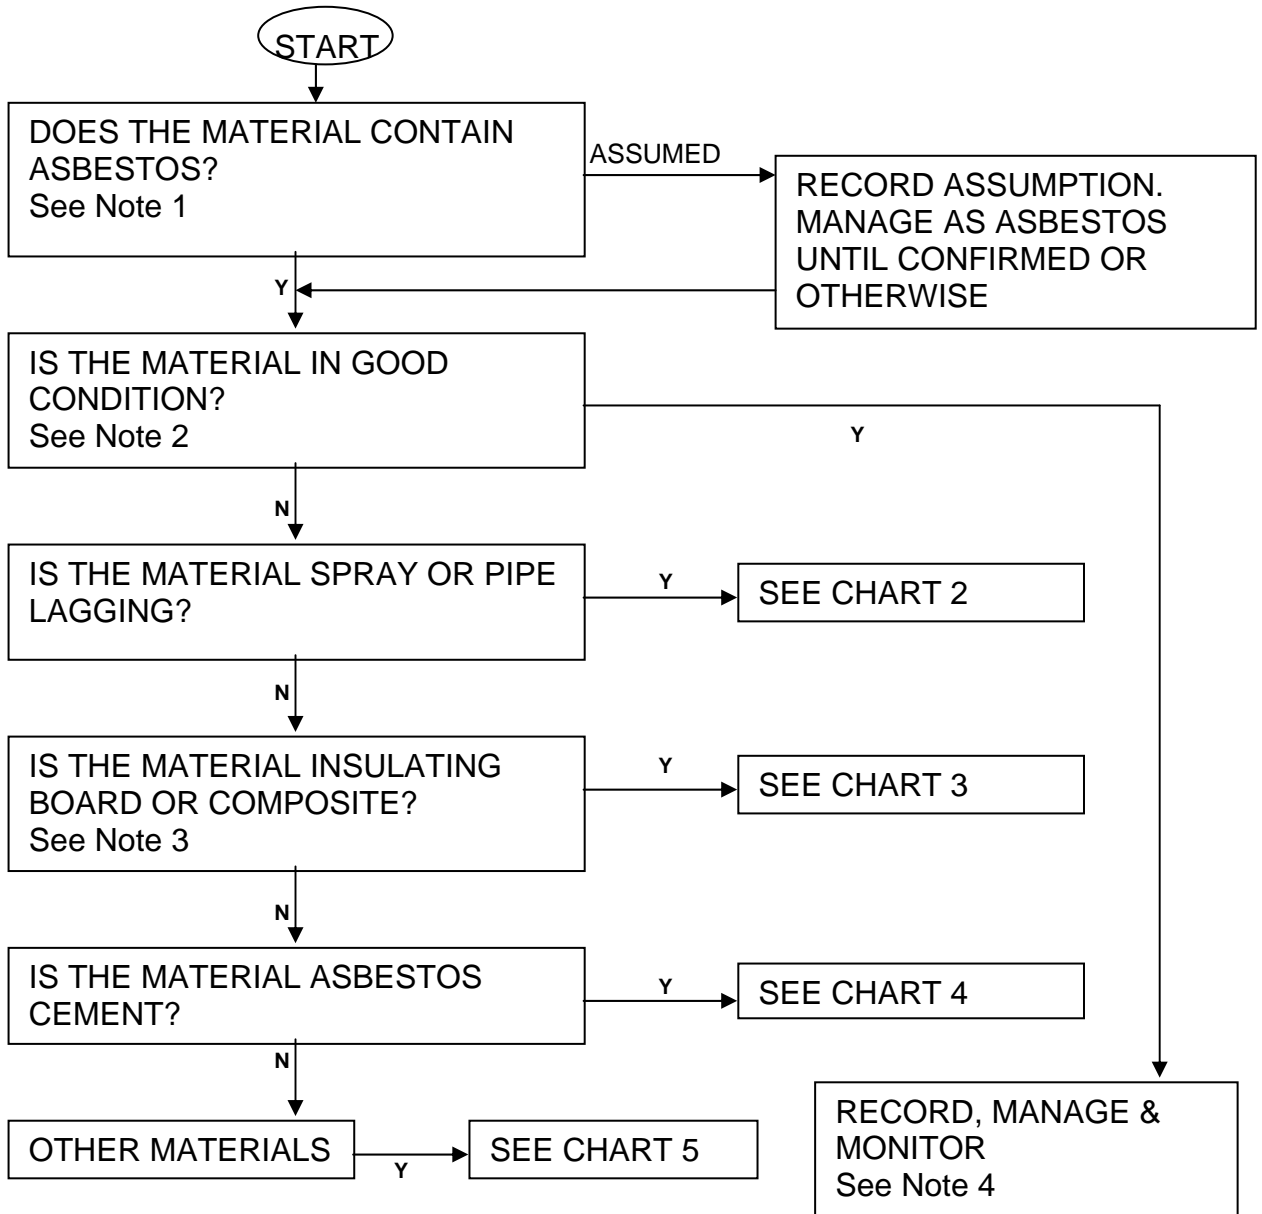 START
DOES THE MATERIAL CONTAIN
ASBESTOS?
See Note 1
ASSUMED
RECORD ASSUMPTION.
MANAGE AS ASBESTOS
UNTIL CONFIRMED OR
OTHERWISE
Y
IS THE MATERIAL IN GOOD
CONDITION?
See Note 2
Y
N
IS THE MATERIAL SPRAY OR PIPE
LAGGING?
Y
SEE CHART 2
N
IS THE MATERIAL INSULATING
BOARD OR COMPOSITE?
See Note 3
Y
SEE CHART 3
N
IS THE MATERIAL ASBESTOS
CEMENT?
Y
SEE CHART 4
N
OTHER MATERIALS
Y
SEE CHART 5
RECORD, MANAGE &
MONITOR
See Note 4